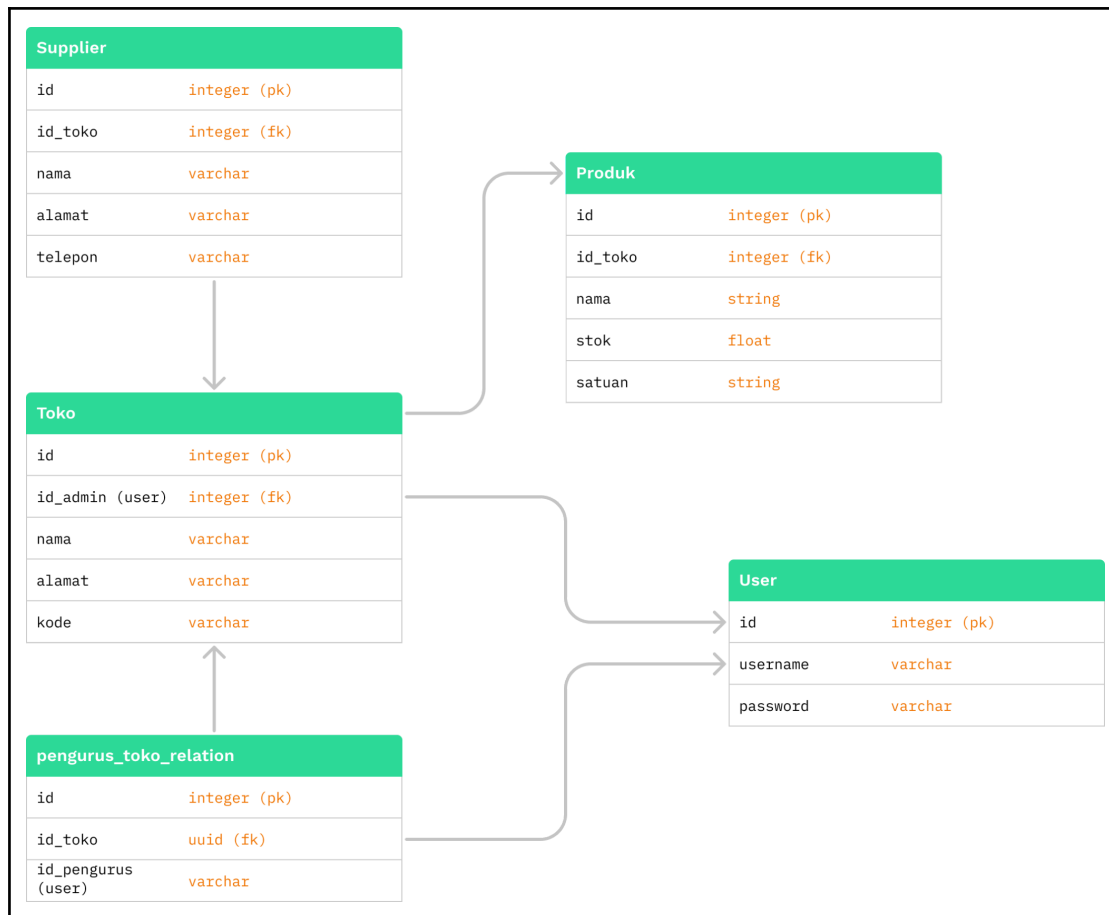 Supplier
id integer (pk)
id_toko integer (fk)
nama varchar
alamat varchar
telepon varchar
Produk
id integer (pk)
id_toko integer (fk)
nama string
stok float
satuan string
Toko
id integer (pk)
id_admin (user) integer (fk)
nama varchar
alamat varchar
kode varchar
User
id integer (pk)
username varchar
password varchar
pengurus_toko_relation
id integer (pk)
id_toko uuid (fk)
id_pengurus
(user) varchar